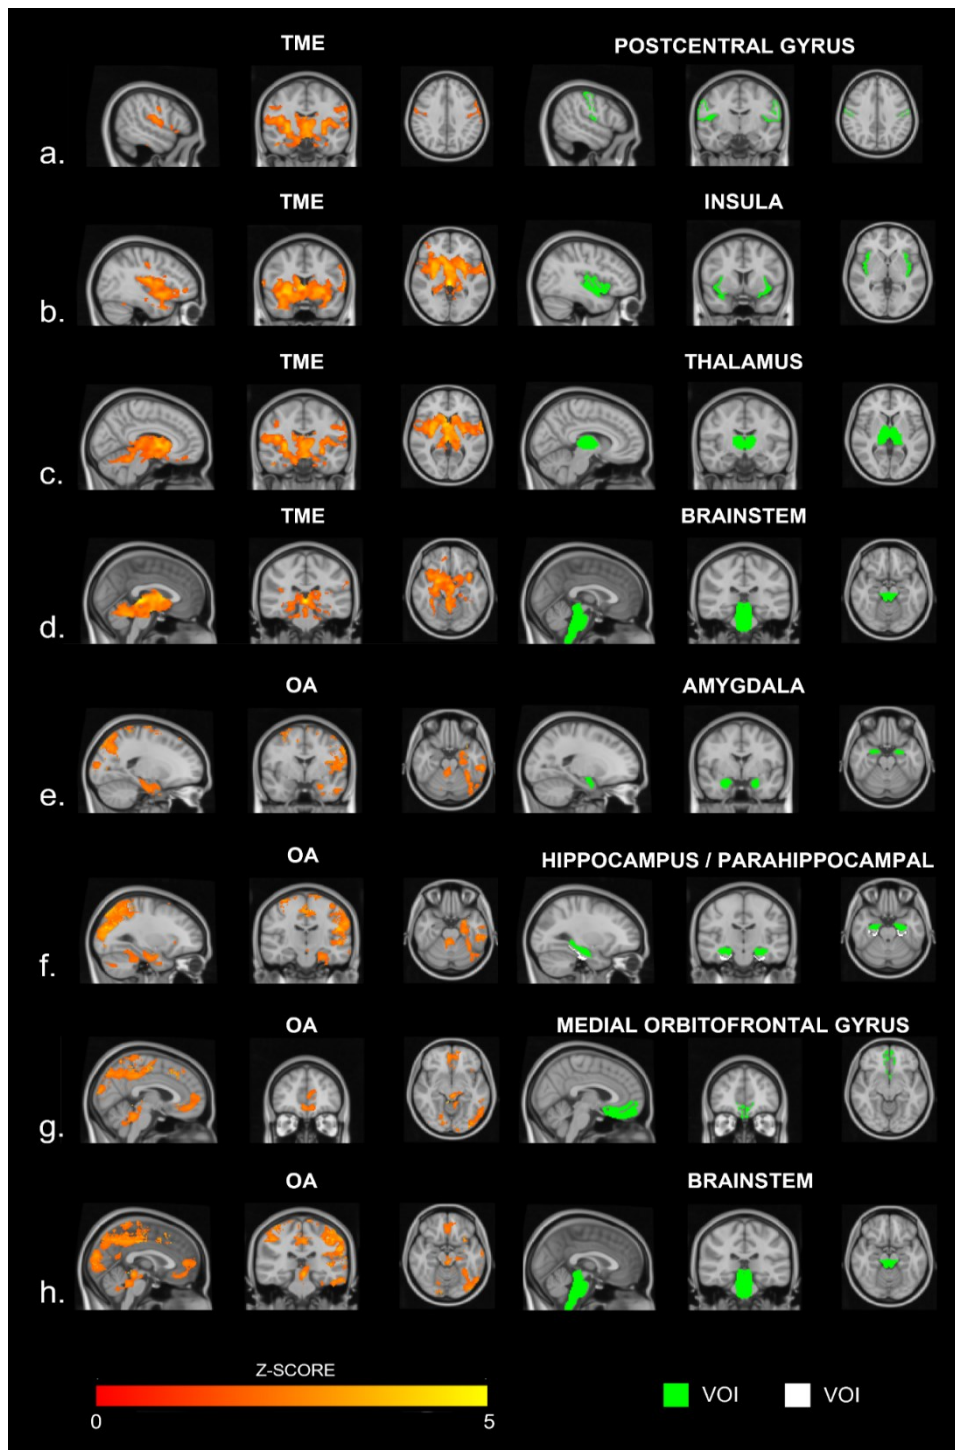 TME POSTCENTRAL GYRUS
a.
TME INSULA
b.
TME THALAMUS
c.
TME BRAINSTEM
d.
OA AMYGDALA
e.
OA HIPPOCAMPUS / PARAHIPPOCAMPAL
f.
OA MEDIAL ORBITOFRONTAL GYRUS
g.
OA BRAINSTEM
h.
Z-SCORE
0 5
VOI VOI